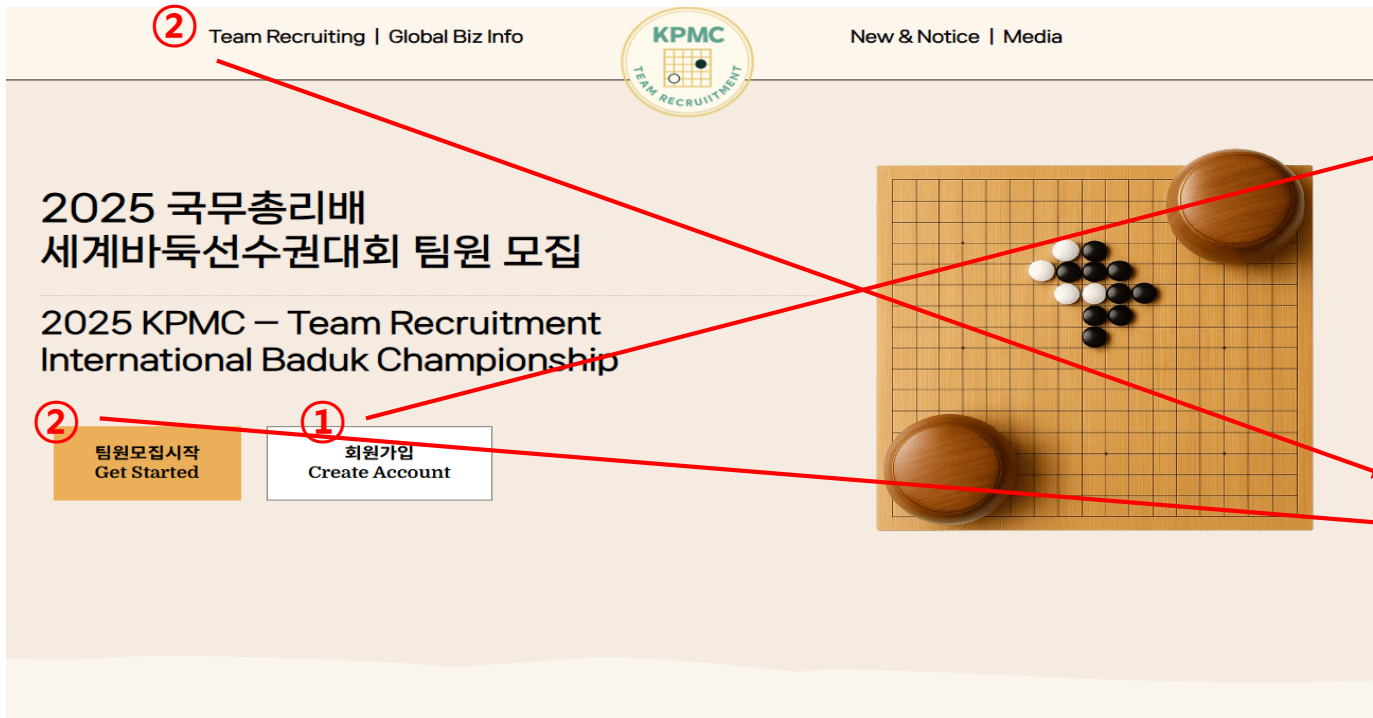 ②
Team Recruiting | Global Biz Info
KPMC
TEAM RECRUIITMENT
New & Notice | Media
2025 국무총리배
세계바둑선수권대회 팀원 모집
2025 KPMC – Team Recruitment
International Baduk Championship
②
팀원모집시작
Get Started
①
회원가입
Create Account